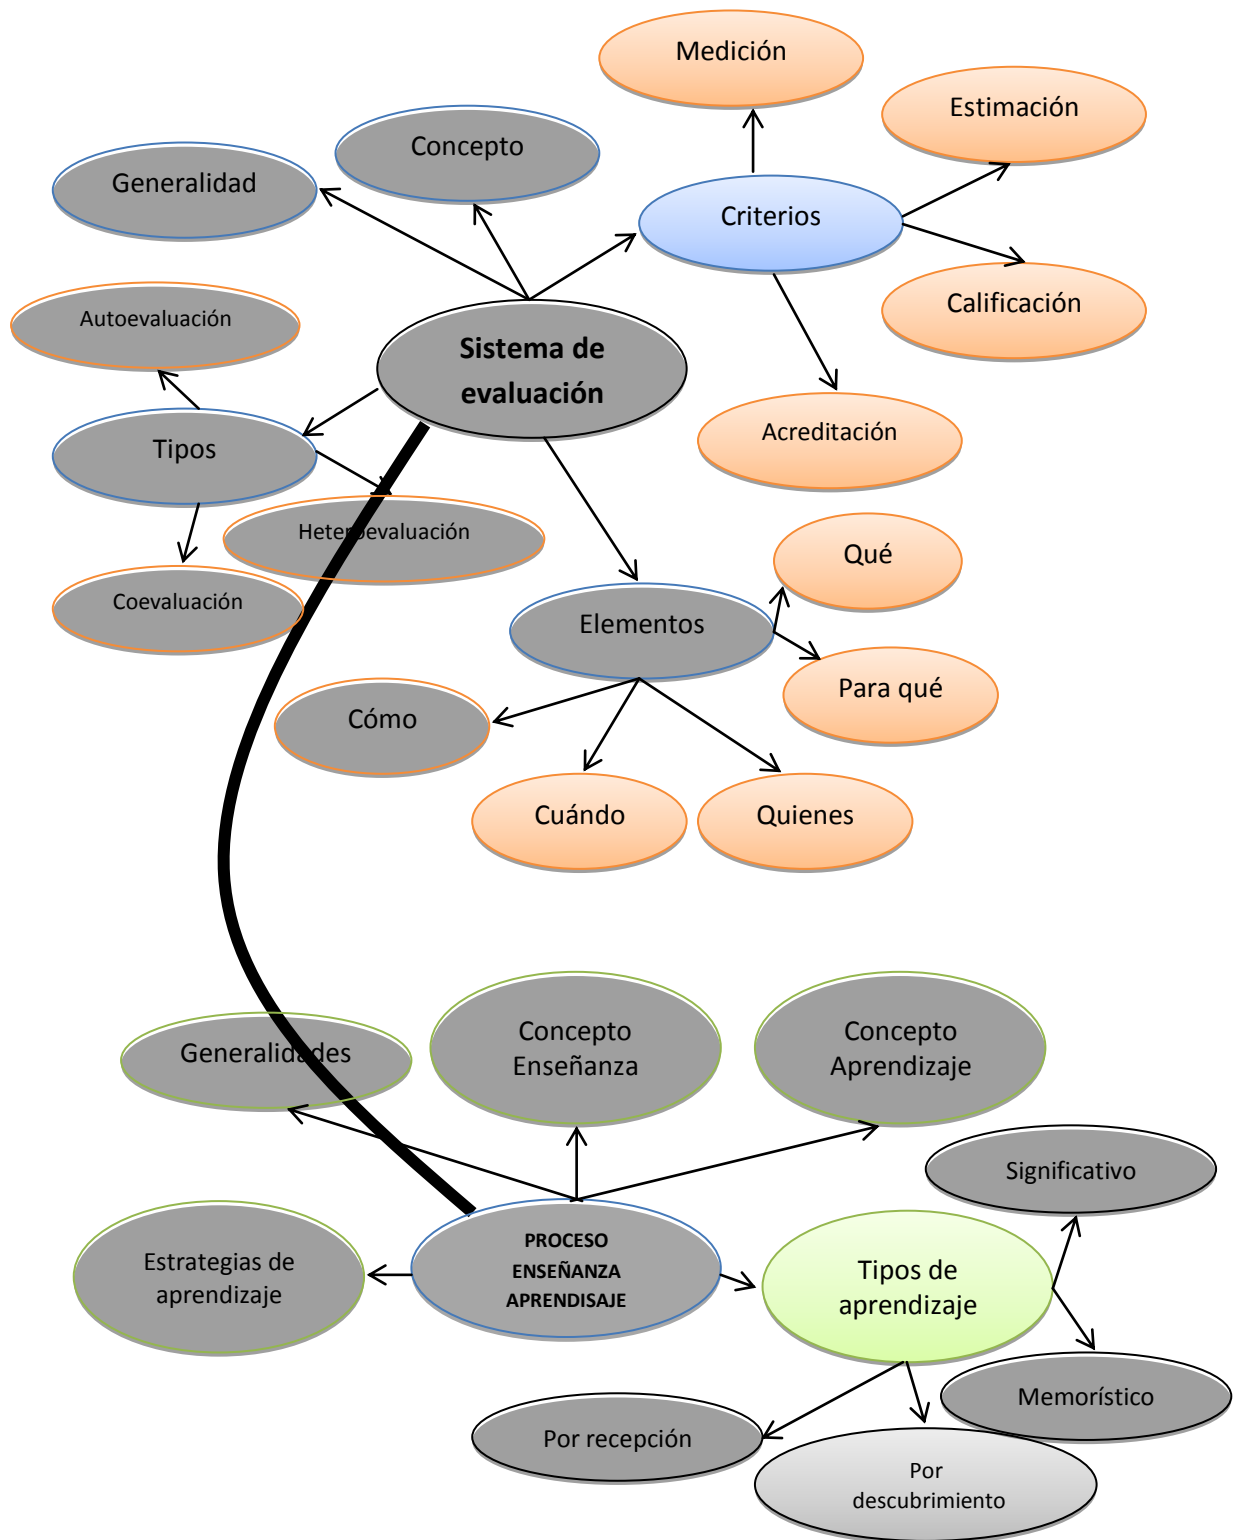 Medición
Estimación
Concepto
Generalidad
Criterios
Calificación
Autoevaluación
Sistema de
evaluación
Acreditación
Tipos
Heteroevaluación
Qué
Coevaluación
Elementos
Para qué
Cómo
Cuándo
Quienes
Generalidades
Concepto
Enseñanza
Concepto
Aprendizaje
Significativo
Estrategias de
aprendizaje
PROCESO
ENSEÑANZA
APRENDISAJE
Tipos de
aprendizaje
Memorístico
Por recepción
Por
descubrimiento